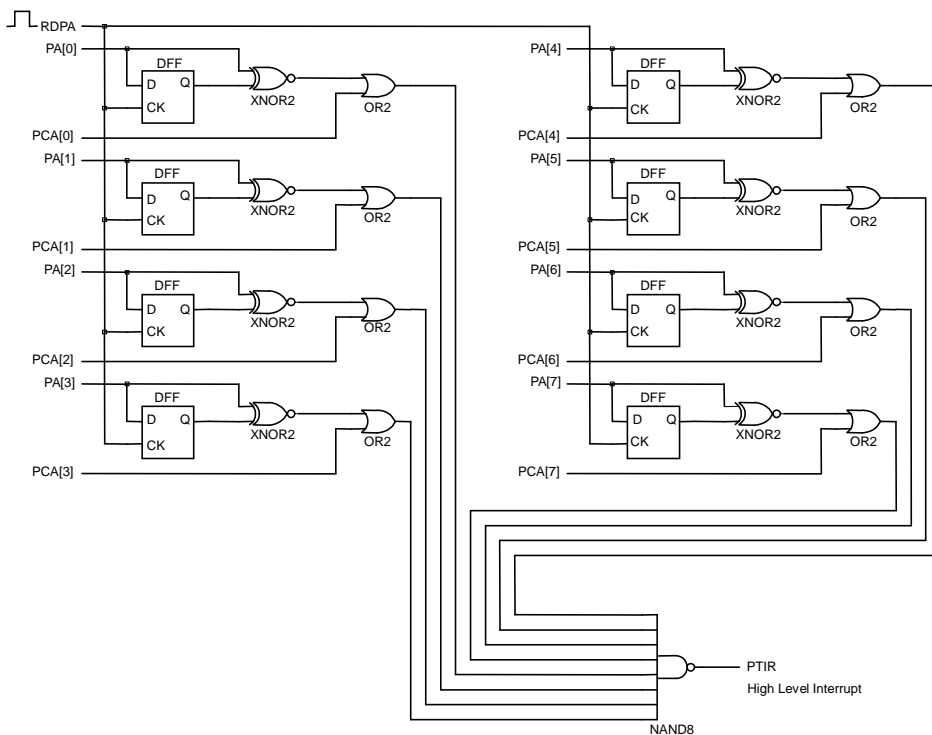 RDPA
PA[0]
DFF
D
Q
CK
XNOR2
OR2
PCA[0]
PA[1]
DFF
D
Q
CK
XNOR2
OR2
PCA[1]
PA[2]
DFF
D
Q
CK
XNOR2
OR2
PCA[2]
PA[3]
DFF
D
Q
CK
XNOR2
OR2
PCA[3]
PA[4]
DFF
D
Q
CK
XNOR2
OR2
PCA[4]
PA[5]
DFF
D
Q
CK
XNOR2
OR2
PCA[5]
PA[6]
DFF
D
Q
CK
XNOR2
OR2
PCA[6]
PA[7]
DFF
D
Q
CK
XNOR2
OR2
PCA[7]
PTIR
High Level Interrupt
NAND8